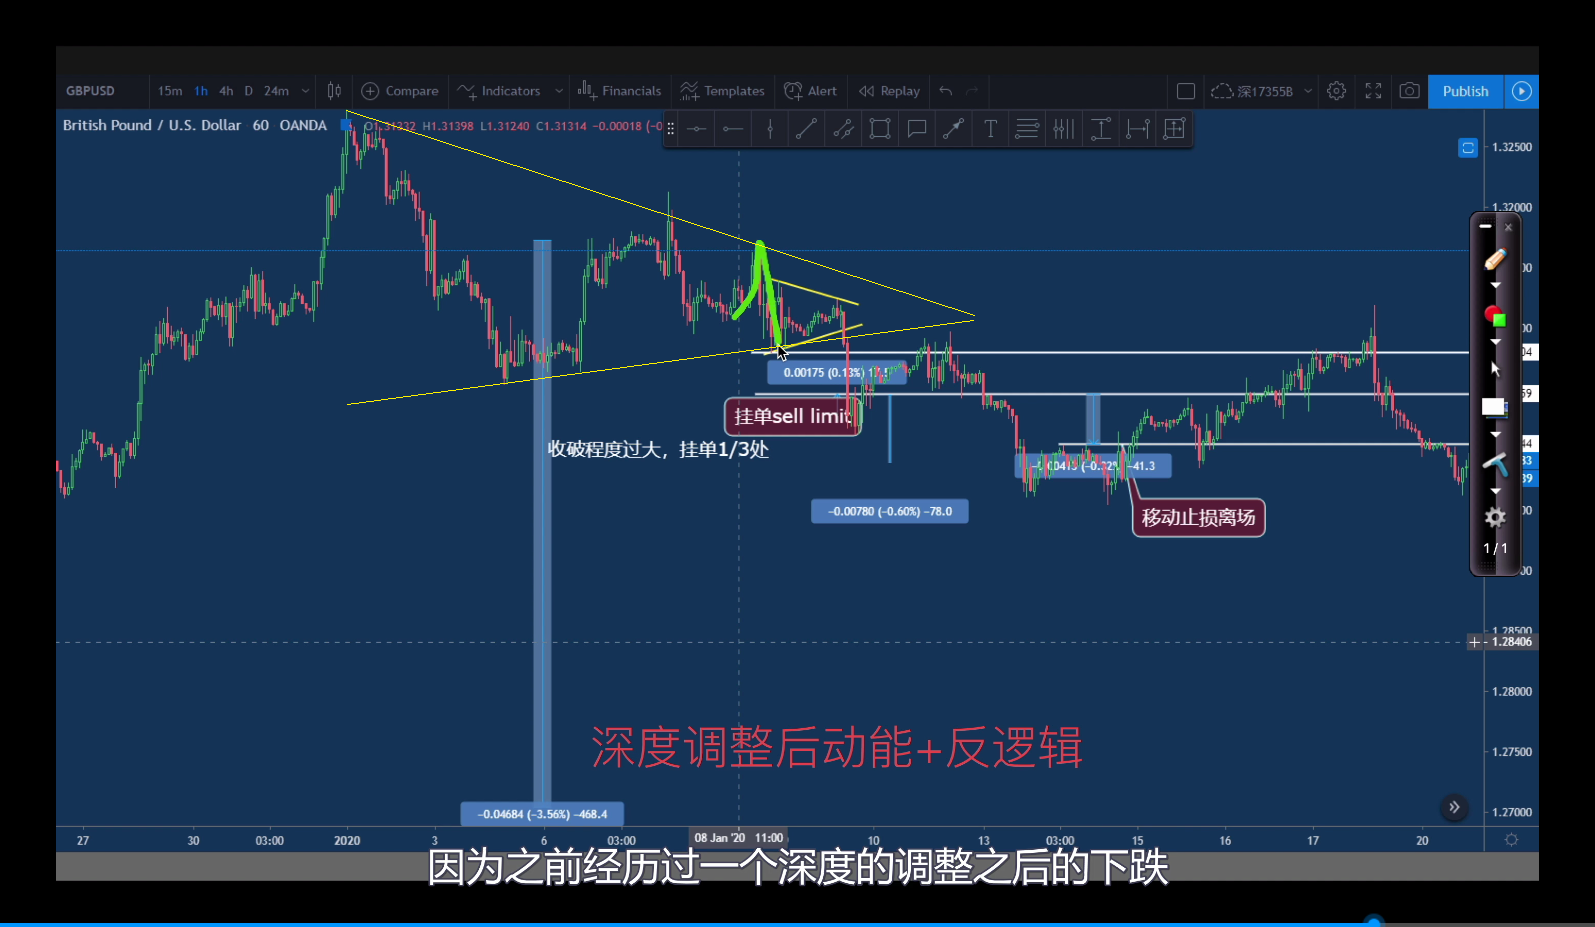 GBPUSD 15m 1h 4h D 24m Compare Indicators Financials Templates Alert Replay 深17355B Publish
British Pound / U.S. Dollar 60 OANDA O1.31332 H1.31398 L1.31240 C1.31314 −0.00018 (−0
1.32500
1.32000
0.00175 (0.13%) 17.5
挂单sell limit
收破程度过大，挂单1/3处
(−0.32%) −41.3
−0.00780 (−0.60%) −78.0
移动止损离场
1/1
1.28500
1.28406
1.28000
深度调整后动能+反逻辑
1.27500
−0.04684 (−3.56%) −468.4
1.27000
27 30 03:00 2020 3 6 03:00 08 Jan '20 11:00 10 13 03:00 15 16 17 20
因为之前经历过一个深度的调整之后的下跌